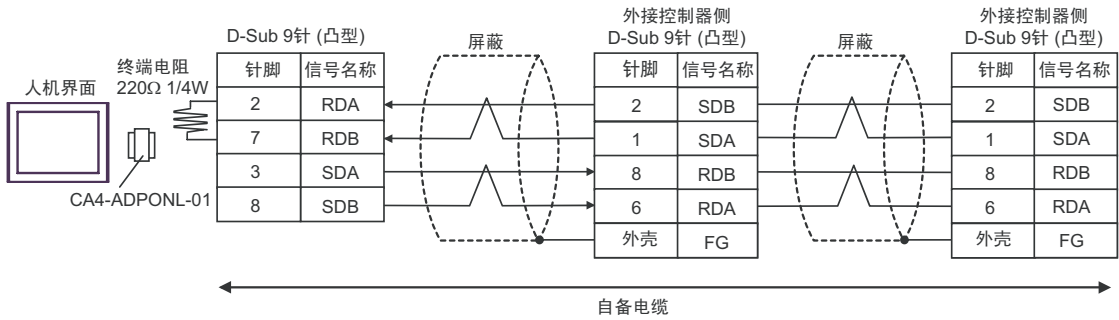 外接控制器侧
D-Sub 9针 (凸型)
外接控制器侧
D-Sub 9针 (凸型)
D-Sub 9针 (凸型)
屏蔽
屏蔽
终端电阻
220Ω 1/4W
人机界面
CA4-ADPONL-01
针脚 信号名称
2 RDA
7 RDB
3 SDA
8 SDB
针脚 信号名称
2 SDB
1 SDA
8 RDB
6 RDA
外壳 FG
针脚 信号名称
2 SDB
1 SDA
8 RDB
6 RDA
外壳 FG
自备电缆